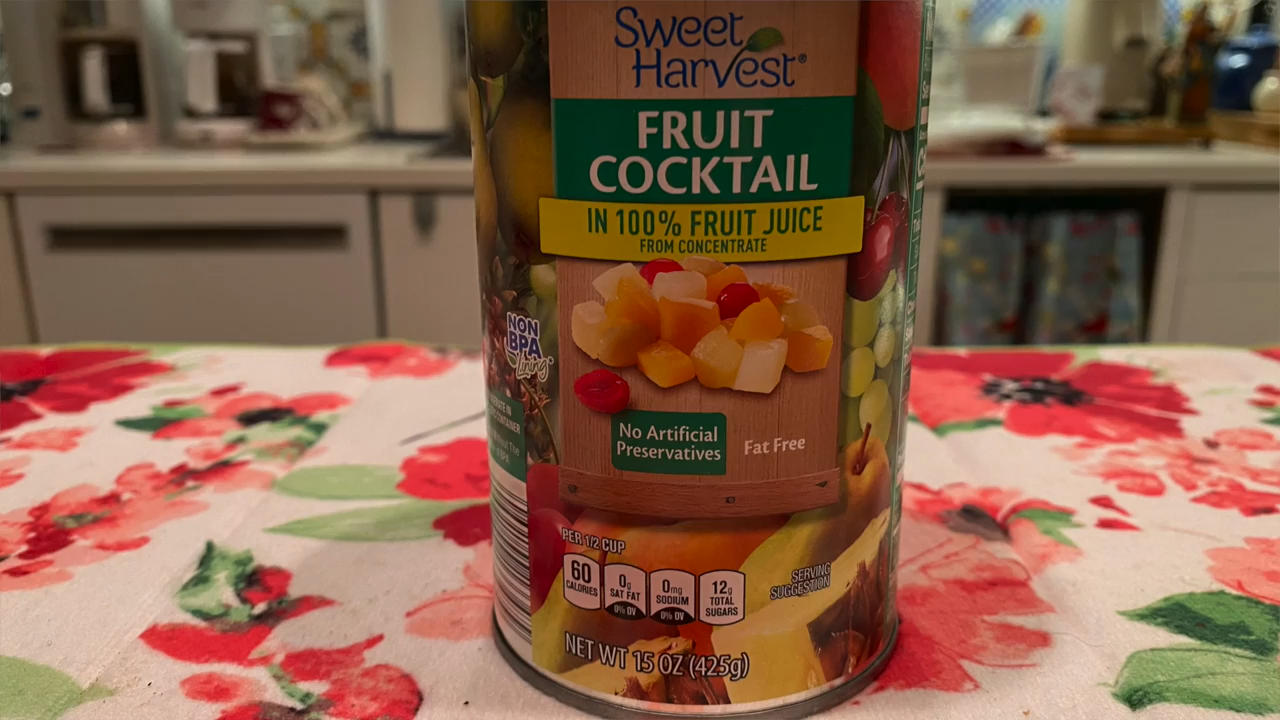 Sweet
Harvest®
FRUIT
COCKTAIL
IN 100% FRUIT JUICE
FROM CONCENTRATE
NON
BPA
Lining*
No Artificial
Preservatives
Fat Free
PER 1/2 CUP
60
CALORIES
0g
SAT FAT
0% DV
0mg
SODIUM
0% DV
12g
TOTAL
SUGARS
SERVING
SUGGESTION
NET WT 15 OZ (425g)